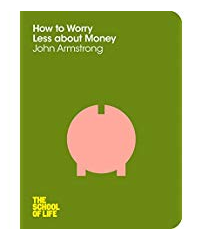 How to Worry
Less about Money
John Armstrong
THE
SCHOOL
OF LIFE